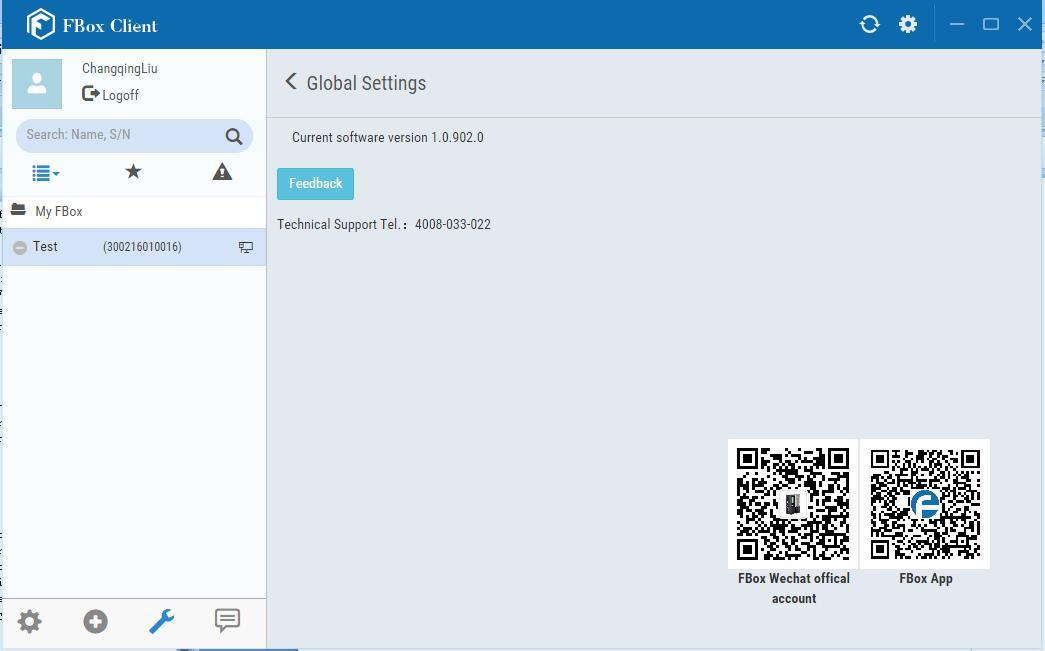 FBox Client
ChangqingLiu
Logoff
Search: Name, S/N
My FBox
Test (300216010016)
Global Settings
Current software version 1.0.902.0
Feedback
Technical Support Tel.：4008-033-022
FBox Wechat offical
account
FBox App